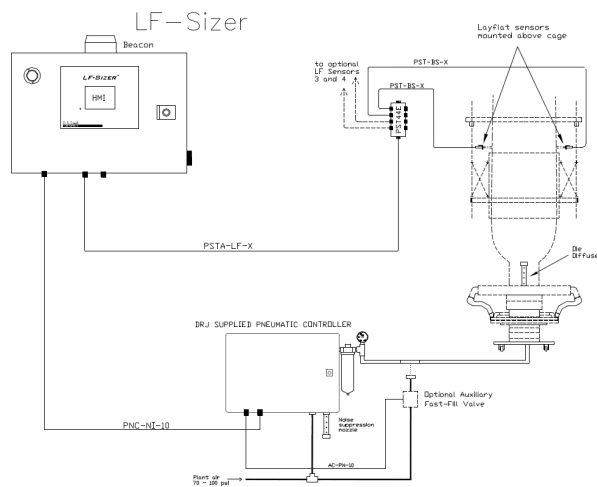 LF-Sizer
Beacon
LF-SIZER
HMI
to optional
LF Sensors
3 and 4
PST-BS-X
PST-BS-X
PST44E
Layflat sensors
mounted above cage
PSTA-LF-X
Die
Diffuse
DRJ SUPPLIED PNEUMATIC CONTROLLER
Optional Auxiliary
Fast-Fill Valve
Noise
suppression
nozzle
PNC-NI-10
AC-PN-10
Plant air
70 - 100 psi